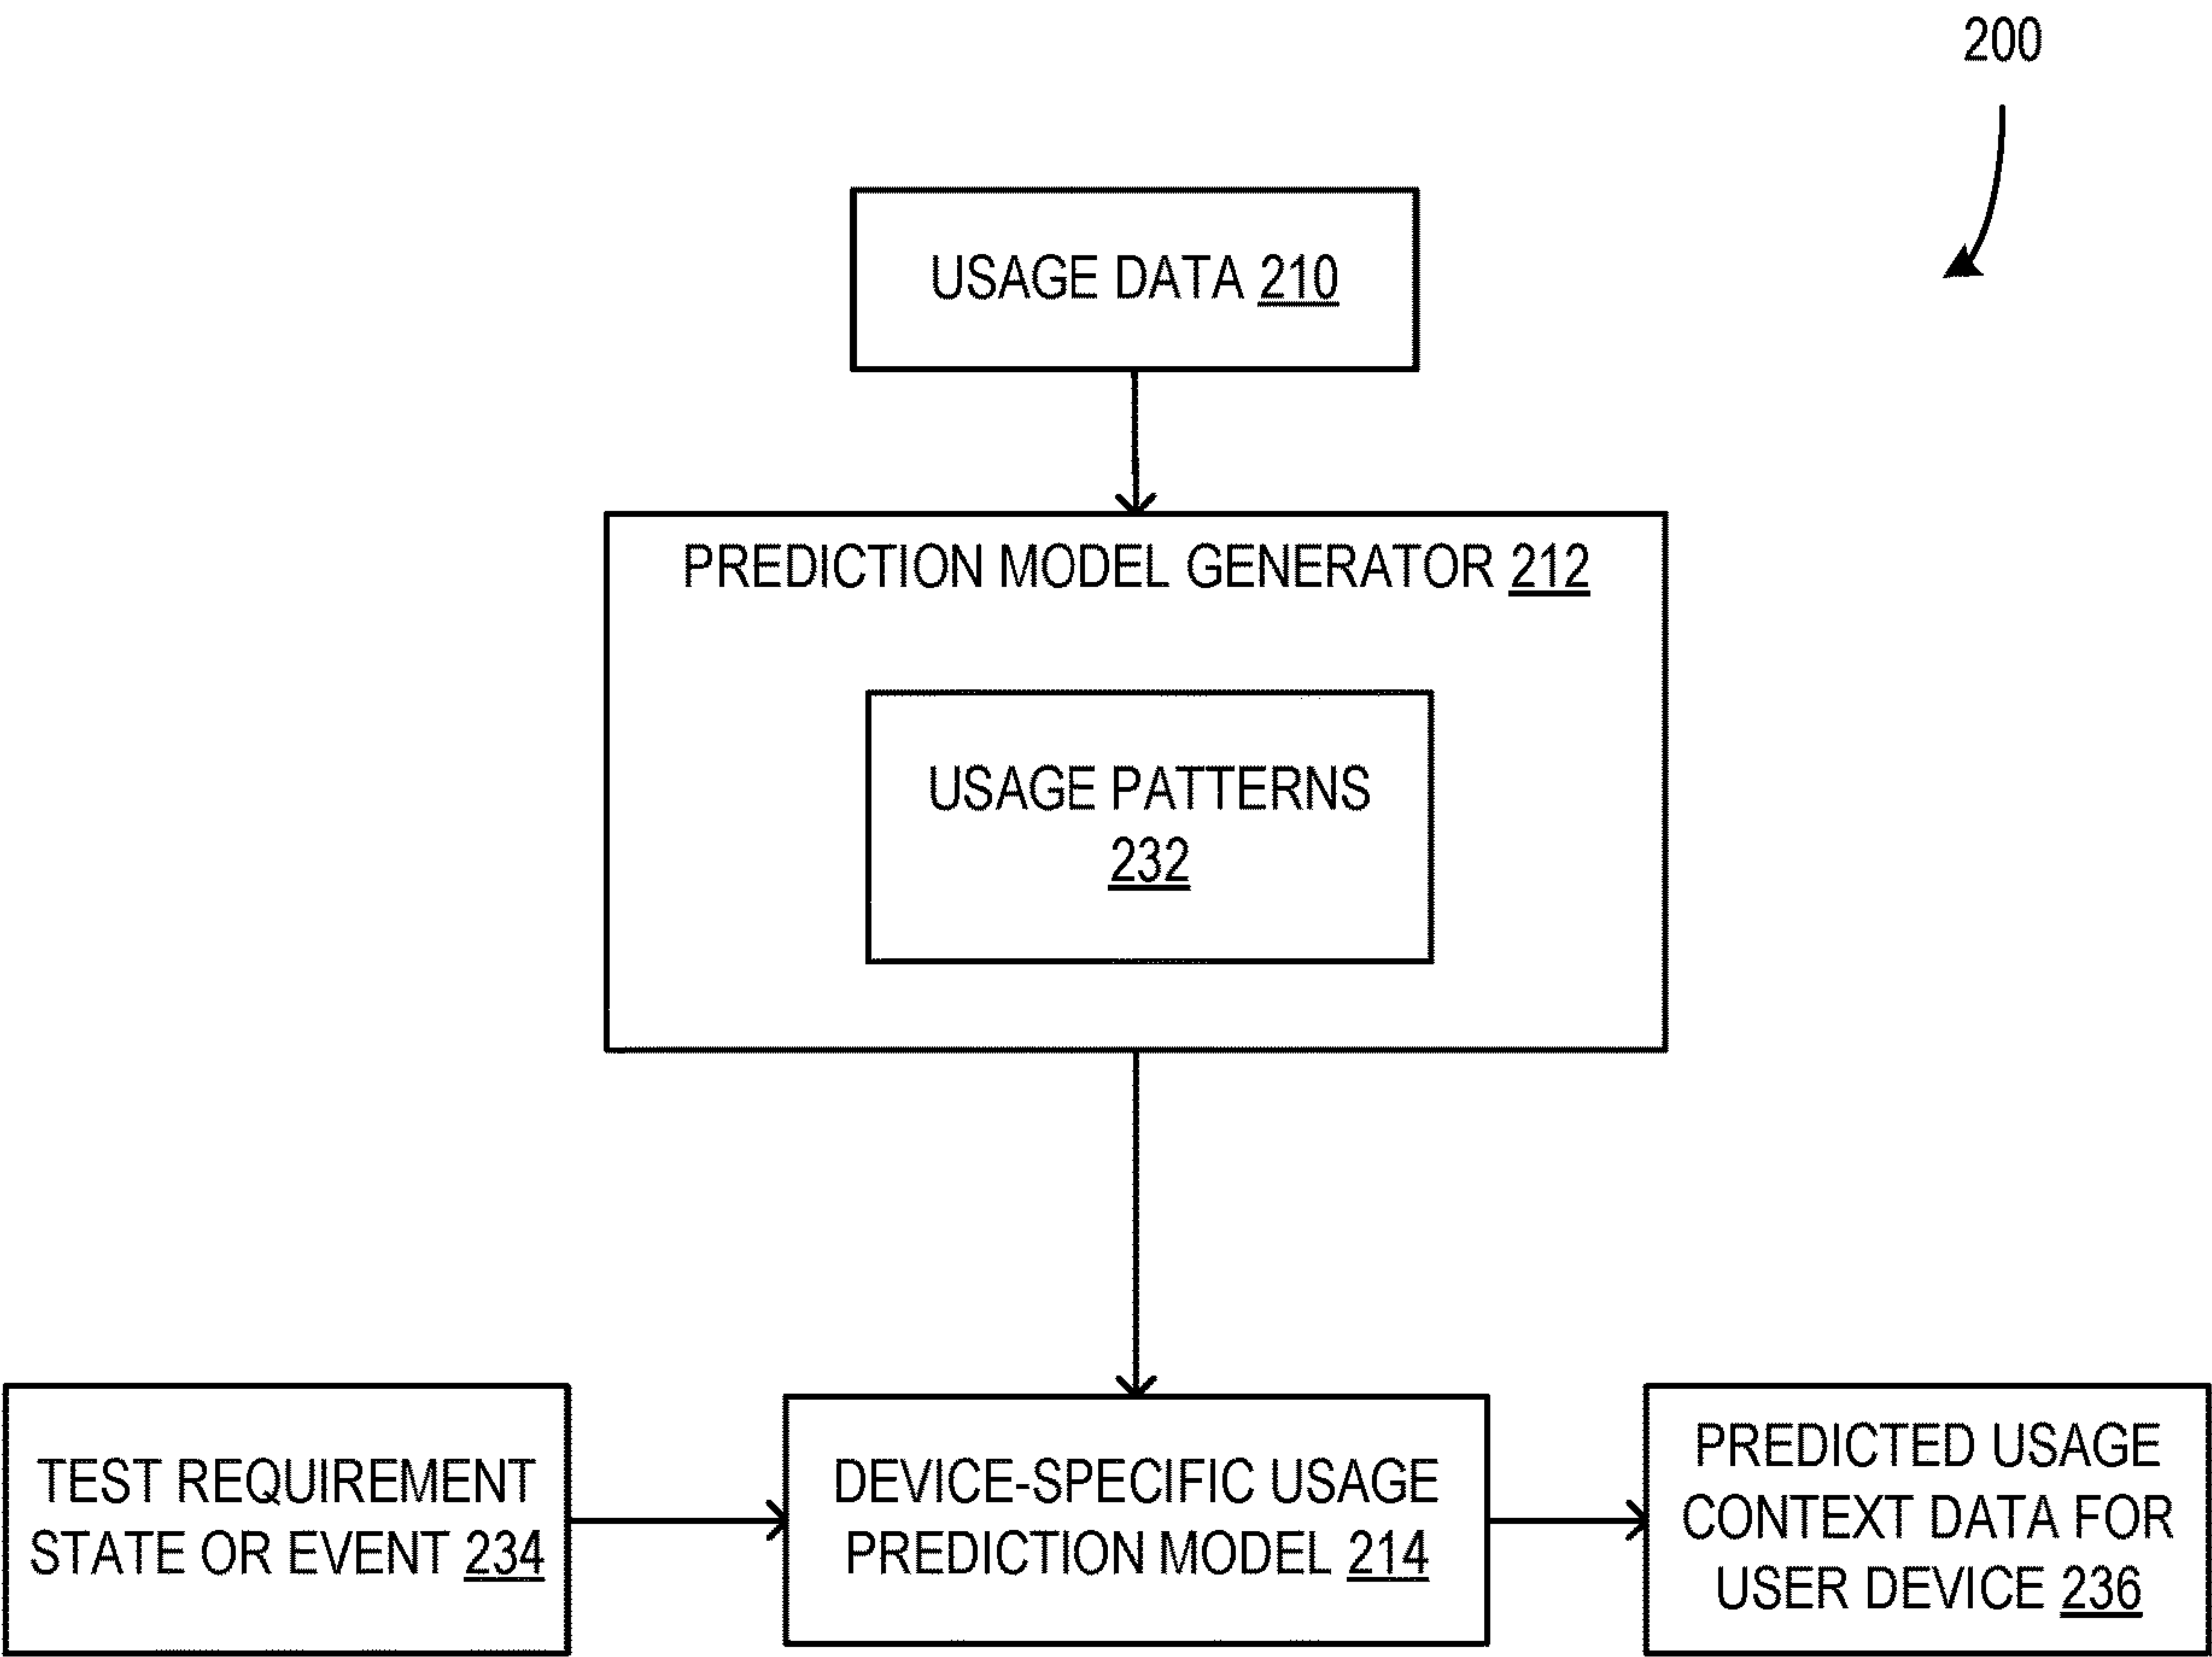 200
USAGE DATA 210
PREDICTION MODEL GENERATOR 212
USAGE PATTERNS
232
TEST REQUIREMENT
STATE OR EVENT 234
DEVICE-SPECIFIC USAGE
PREDICTION MODEL 214
PREDICTED USAGE
CONTEXT DATA FOR
USER DEVICE 236